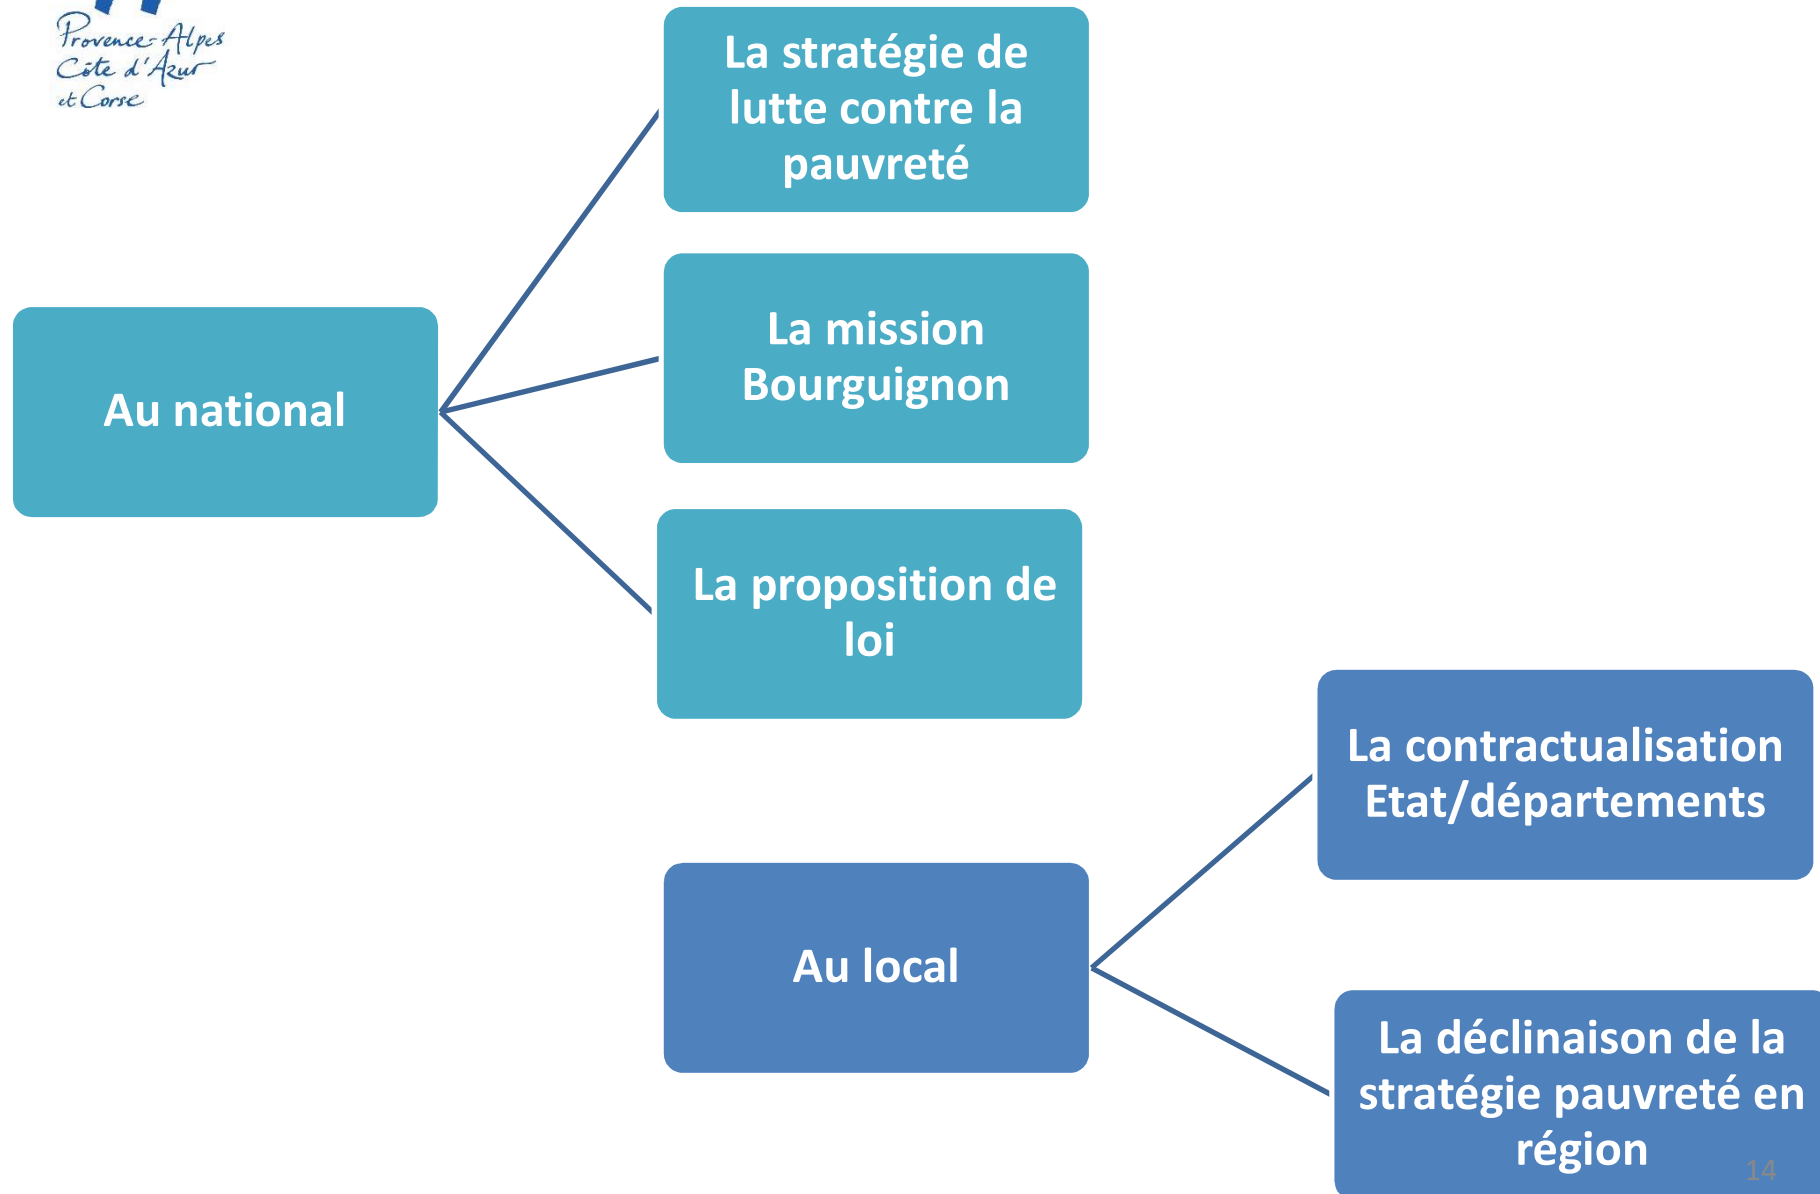 Provence-Alpes
Côte d'Azur
et Corse
La stratégie de
lutte contre la
pauvreté
La mission
Bourguignon
Au national
La proposition de
loi
La contractualisation
Etat/départements
Au local
La déclinaison de la
stratégie pauvreté en
région
14